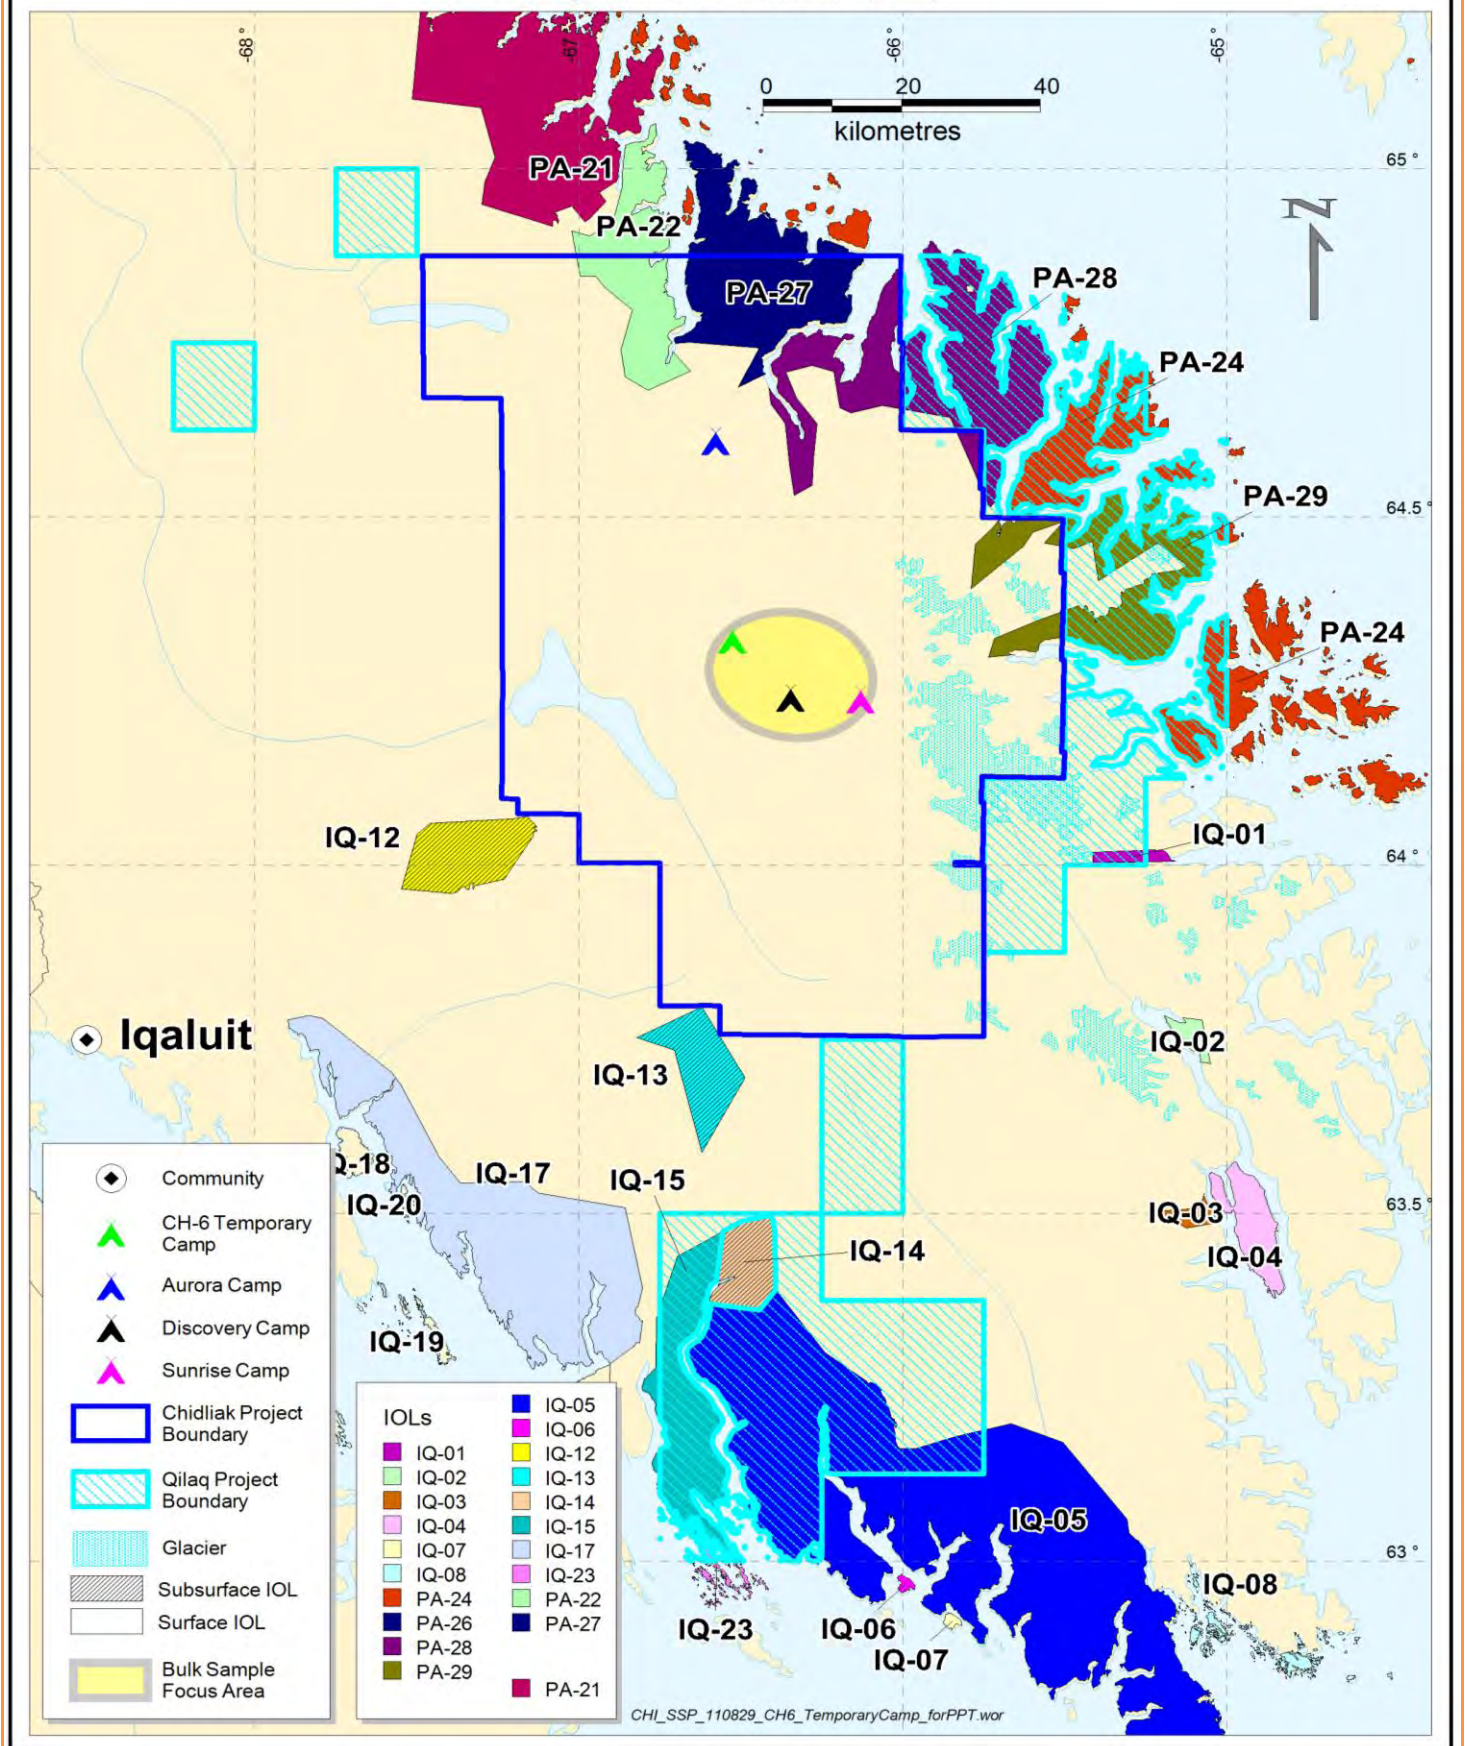 -68°
-67°
-66°
-65°
0 20 40
kilometres
65°
N
PA-21
PA-22
PA-27
PA-28
PA-24
64.5°
PA-29
PA-24
IQ-12
IQ-01
64°
Iqaluit
IQ-13
IQ-02
IQ-15
IQ-17
Q-18
IQ-20
IQ-14
IQ-03
63.5°
IQ-04
IQ-19
IQ-05
63°
IQ-08
IQ-23
IQ-06
IQ-07
Community
CH-6 Temporary
Camp
Aurora Camp
Discovery Camp
Sunrise Camp
Chidliak Project
Boundary
Qilaq Project
Boundary
Glacier
Subsurface IOL
Surface IOL
Bulk Sample
Focus Area
IOLs
IQ-01
IQ-02
IQ-03
IQ-04
IQ-07
IQ-08
PA-24
PA-26
PA-28
PA-29
IQ-05
IQ-06
IQ-12
IQ-13
IQ-14
IQ-15
IQ-17
IQ-23
PA-22
PA-27
PA-21
CHI_SSP_110829_CH6_TemporaryCamp_forPPT.wor